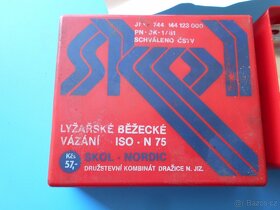 JKP 744 144 123 000
PN-JK-1/81
SCHVÁLENO ČSTV
SKOL
LYŽAŘSKÉ BĚŽECKÉ
VÁZÁNÍ ISO-N 75
Kčs
57,-
SKOL-NORDIC
DRUŽSTEVNÍ KOMBINÁT DRAŽICE N. JIZ.